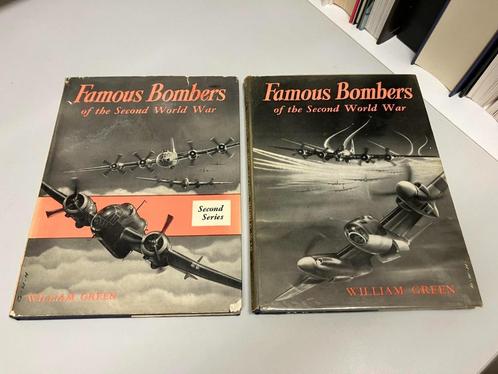 Famous Bombers
of the Second World War
Second
Series
WILLIAM GREEN
Famous Bombers
of the Second World War
WILLIAM GREEN